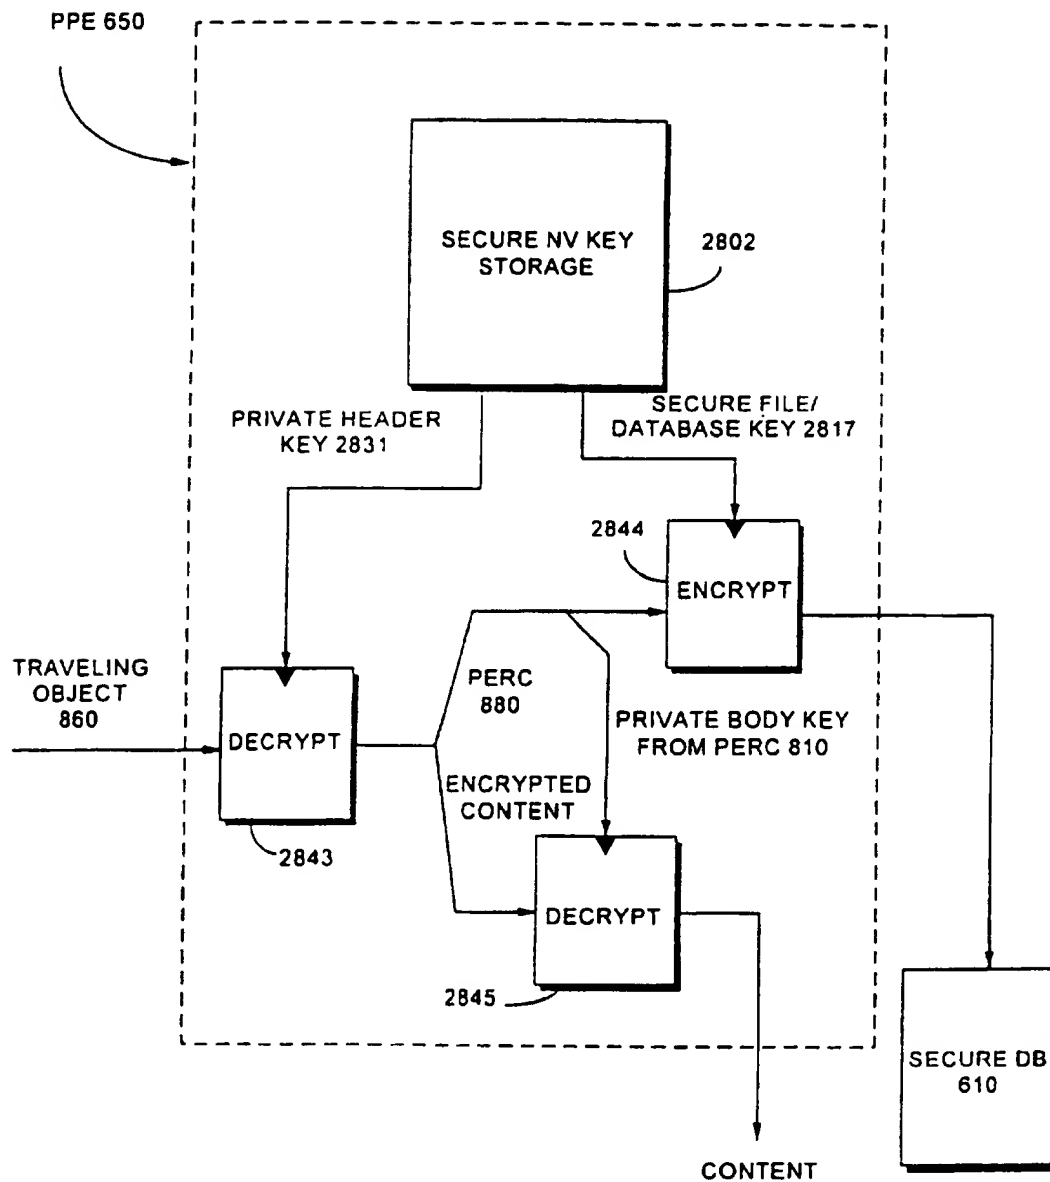 PPE 650
SECURE NV KEY
STORAGE
2802
PRIVATE HEADER
KEY 2831
SECURE FILE/
DATABASE KEY 2817
2844
ENCRYPT
TRAVELING
OBJECT
860
DECRYPT
PERC
880
PRIVATE BODY KEY
FROM PERC 810
ENCRYPTED
CONTENT
2843
DECRYPT
2845
SECURE DB
610
CONTENT